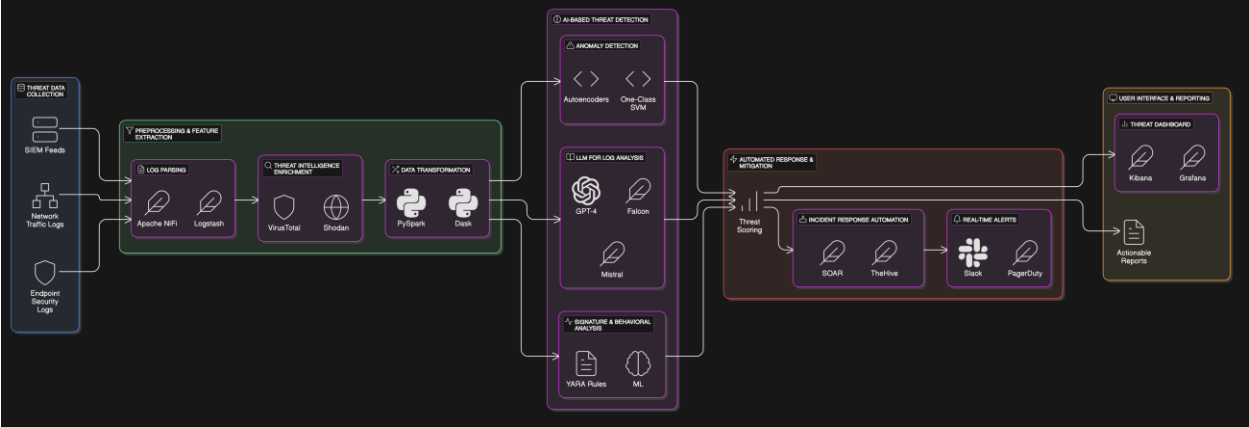 THREAT DATA
COLLECTION
SIEM Feeds
Network
Traffic Logs
Endpoint
Security
Logs
PREPROCESSING & FEATURE
EXTRACTION
LOG PARSING
Apache NiFi
Logstash
THREAT INTELLIGENCE
ENRICHMENT
VirusTotal
Shodan
DATA TRANSFORMATION
PySpark
Dask
AI-BASED THREAT DETECTION
ANOMALY DETECTION
Autoencoders
One-Class
SVM
LLM FOR LOG ANALYSIS
GPT-4
Falcon
Mistral
SIGNATURE & BEHAVIORAL
ANALYSIS
YARA Rules
ML
AUTOMATED RESPONSE &
MITIGATION
Threat
Scoring
INCIDENT RESPONSE AUTOMATION
SOAR
TheHive
REAL-TIME ALERTS
Slack
PagerDuty
USER INTERFACE & REPORTING
THREAT DASHBOARD
Kibana
Grafana
Actionable
Reports